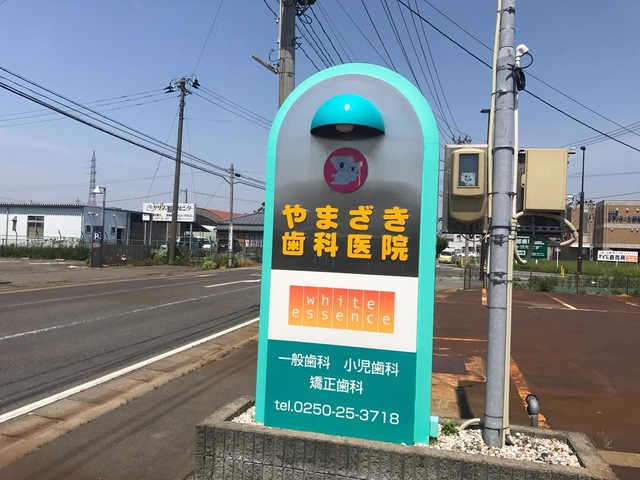 やまざき
歯科医院
white
essence
一般歯科　小児歯科
矯正歯科
tel.0250-25-3718